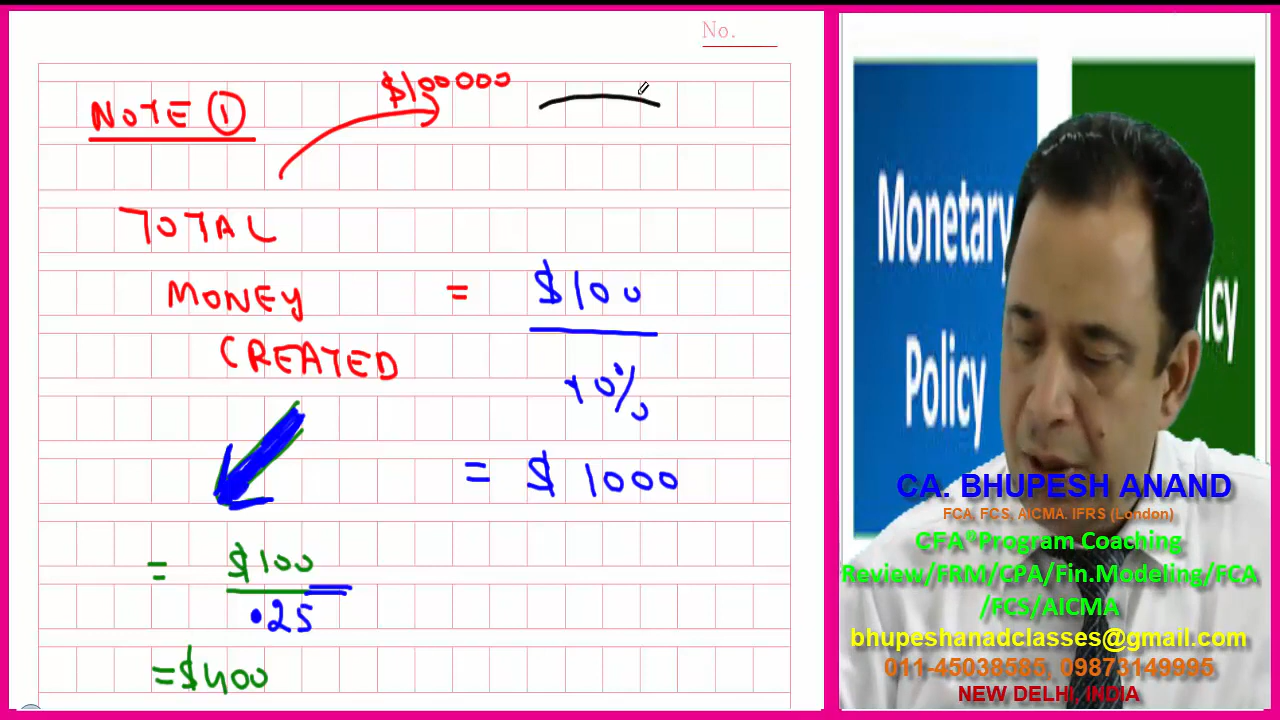 No.
NOTE ①
$100000
TOTAL
MONEY = $100
CREATED
10%
= $ 1000
= $100
.25
= $400
Monetary
Policy
icy
CA. BHUPESH ANAND
FCA, FCS, AICMA. IFRS (London)
CFA®Program Coaching
Review/FRM/CPA/Fin.Modeling/FCA
/FCS/AICMA
bhupeshanadclasses@gmail.com
011-45038585, 09873149995
NEW DELHI, INDIA